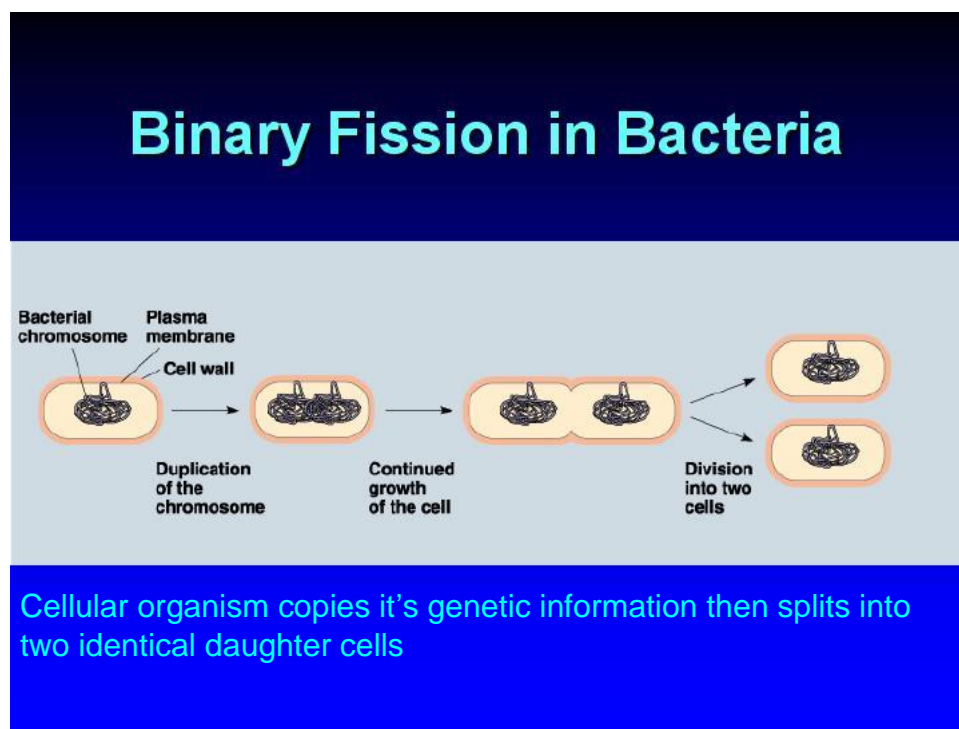 Binary Fission in Bacteria
Bacterial
chromosome
Plasma
membrane
Cell wall
Duplication
of the
chromosome
Continued
growth
of the cell
Division
into two
cells
Cellular organism copies it’s genetic information then splits into
two identical daughter cells